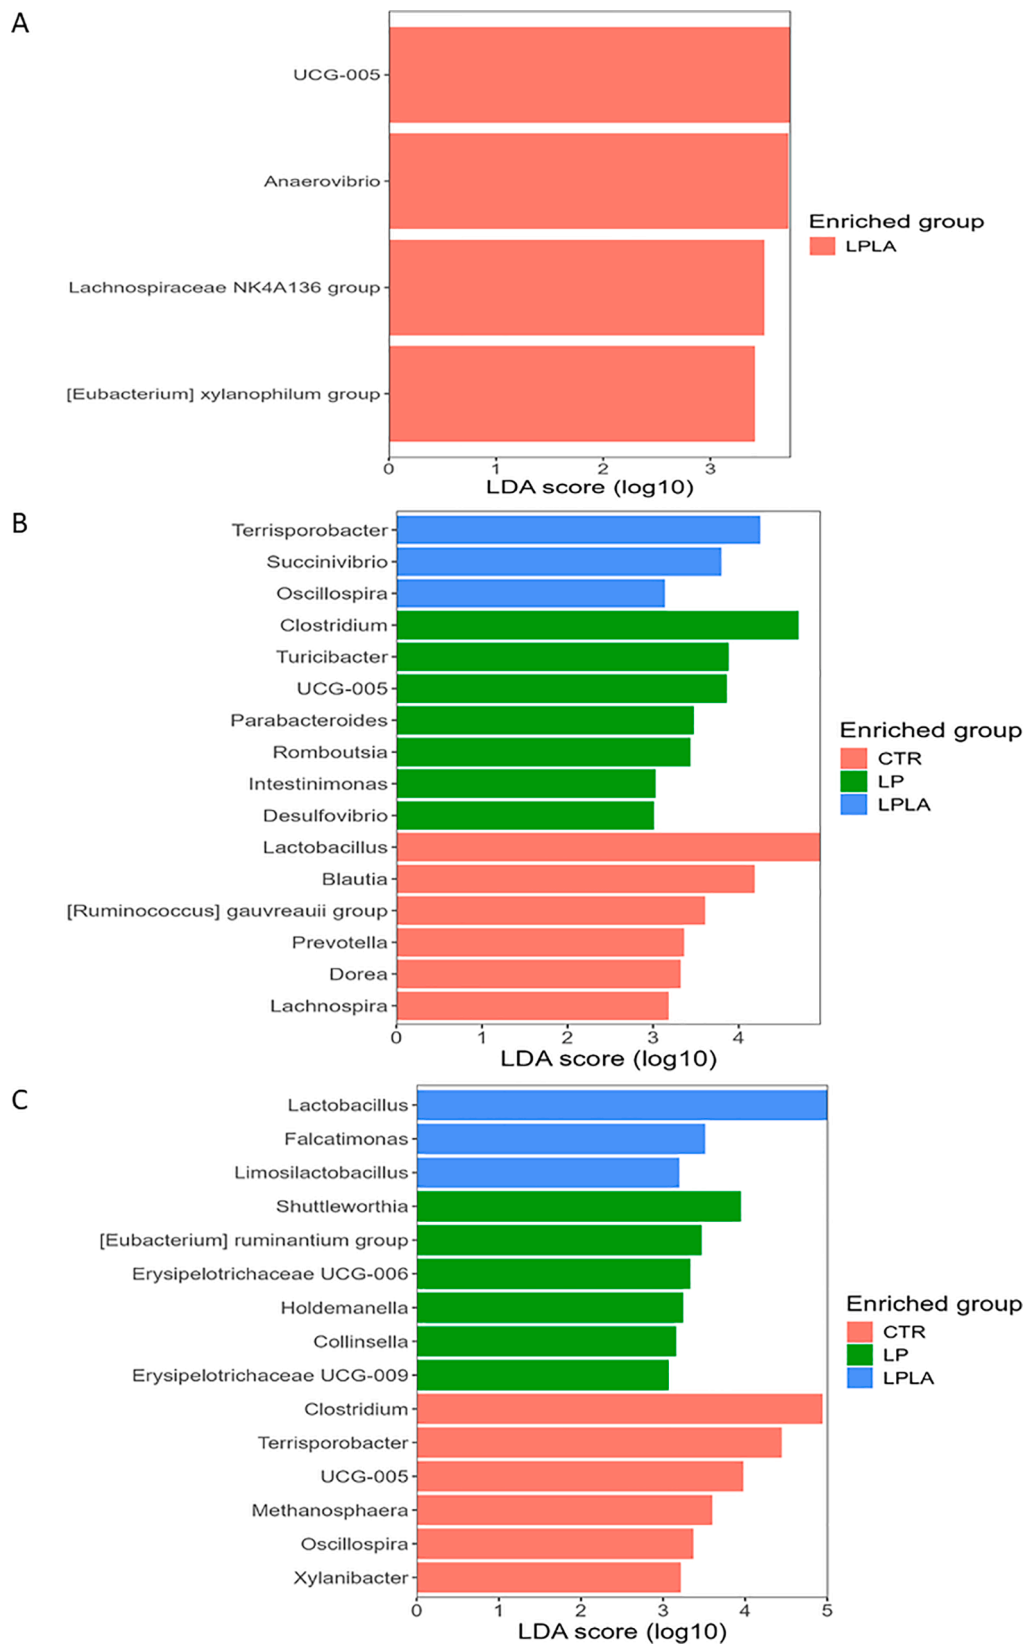 A
UCG-005
Anaerovibrio
Lachnospiraceae NK4A136 group
[Eubacterium] xylanophilum group
0 1 2 3
LDA score (log10)
Enriched group
LPLA
B
Terrisporobacter
Succinivibrio
Oscillospira
Clostridium
Turicibacter
UCG-005
Parabacteroides
Romboutsia
Intestinimonas
Desulfovibrio
Lactobacillus
Blautia
[Ruminococcus] gauvreauii group
Prevotella
Dorea
Lachnospira
0 1 2 3 4
LDA score (log10)
Enriched group
CTR
LP
LPLA
C
Lactobacillus
Falcatimonas
Limosilactobacillus
Shuttleworthia
[Eubacterium] ruminantium group
Erysipelotrichaceae UCG-006
Holdemanella
Collinsella
Erysipelotrichaceae UCG-009
Clostridium
Terrisporobacter
UCG-005
Methanosphaera
Oscillospira
Xylanibacter
0 1 2 3 4 5
LDA score (log10)
Enriched group
CTR
LP
LPLA